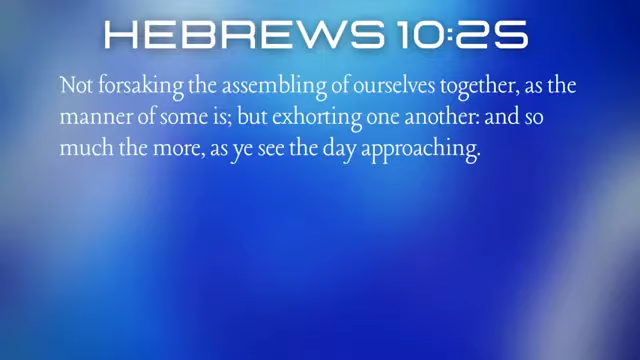 HEBREWS 10:25
Not forsaking the assembling of ourselves together, as the
manner of some is; but exhorting one another: and so
much the more, as ye see the day approaching.